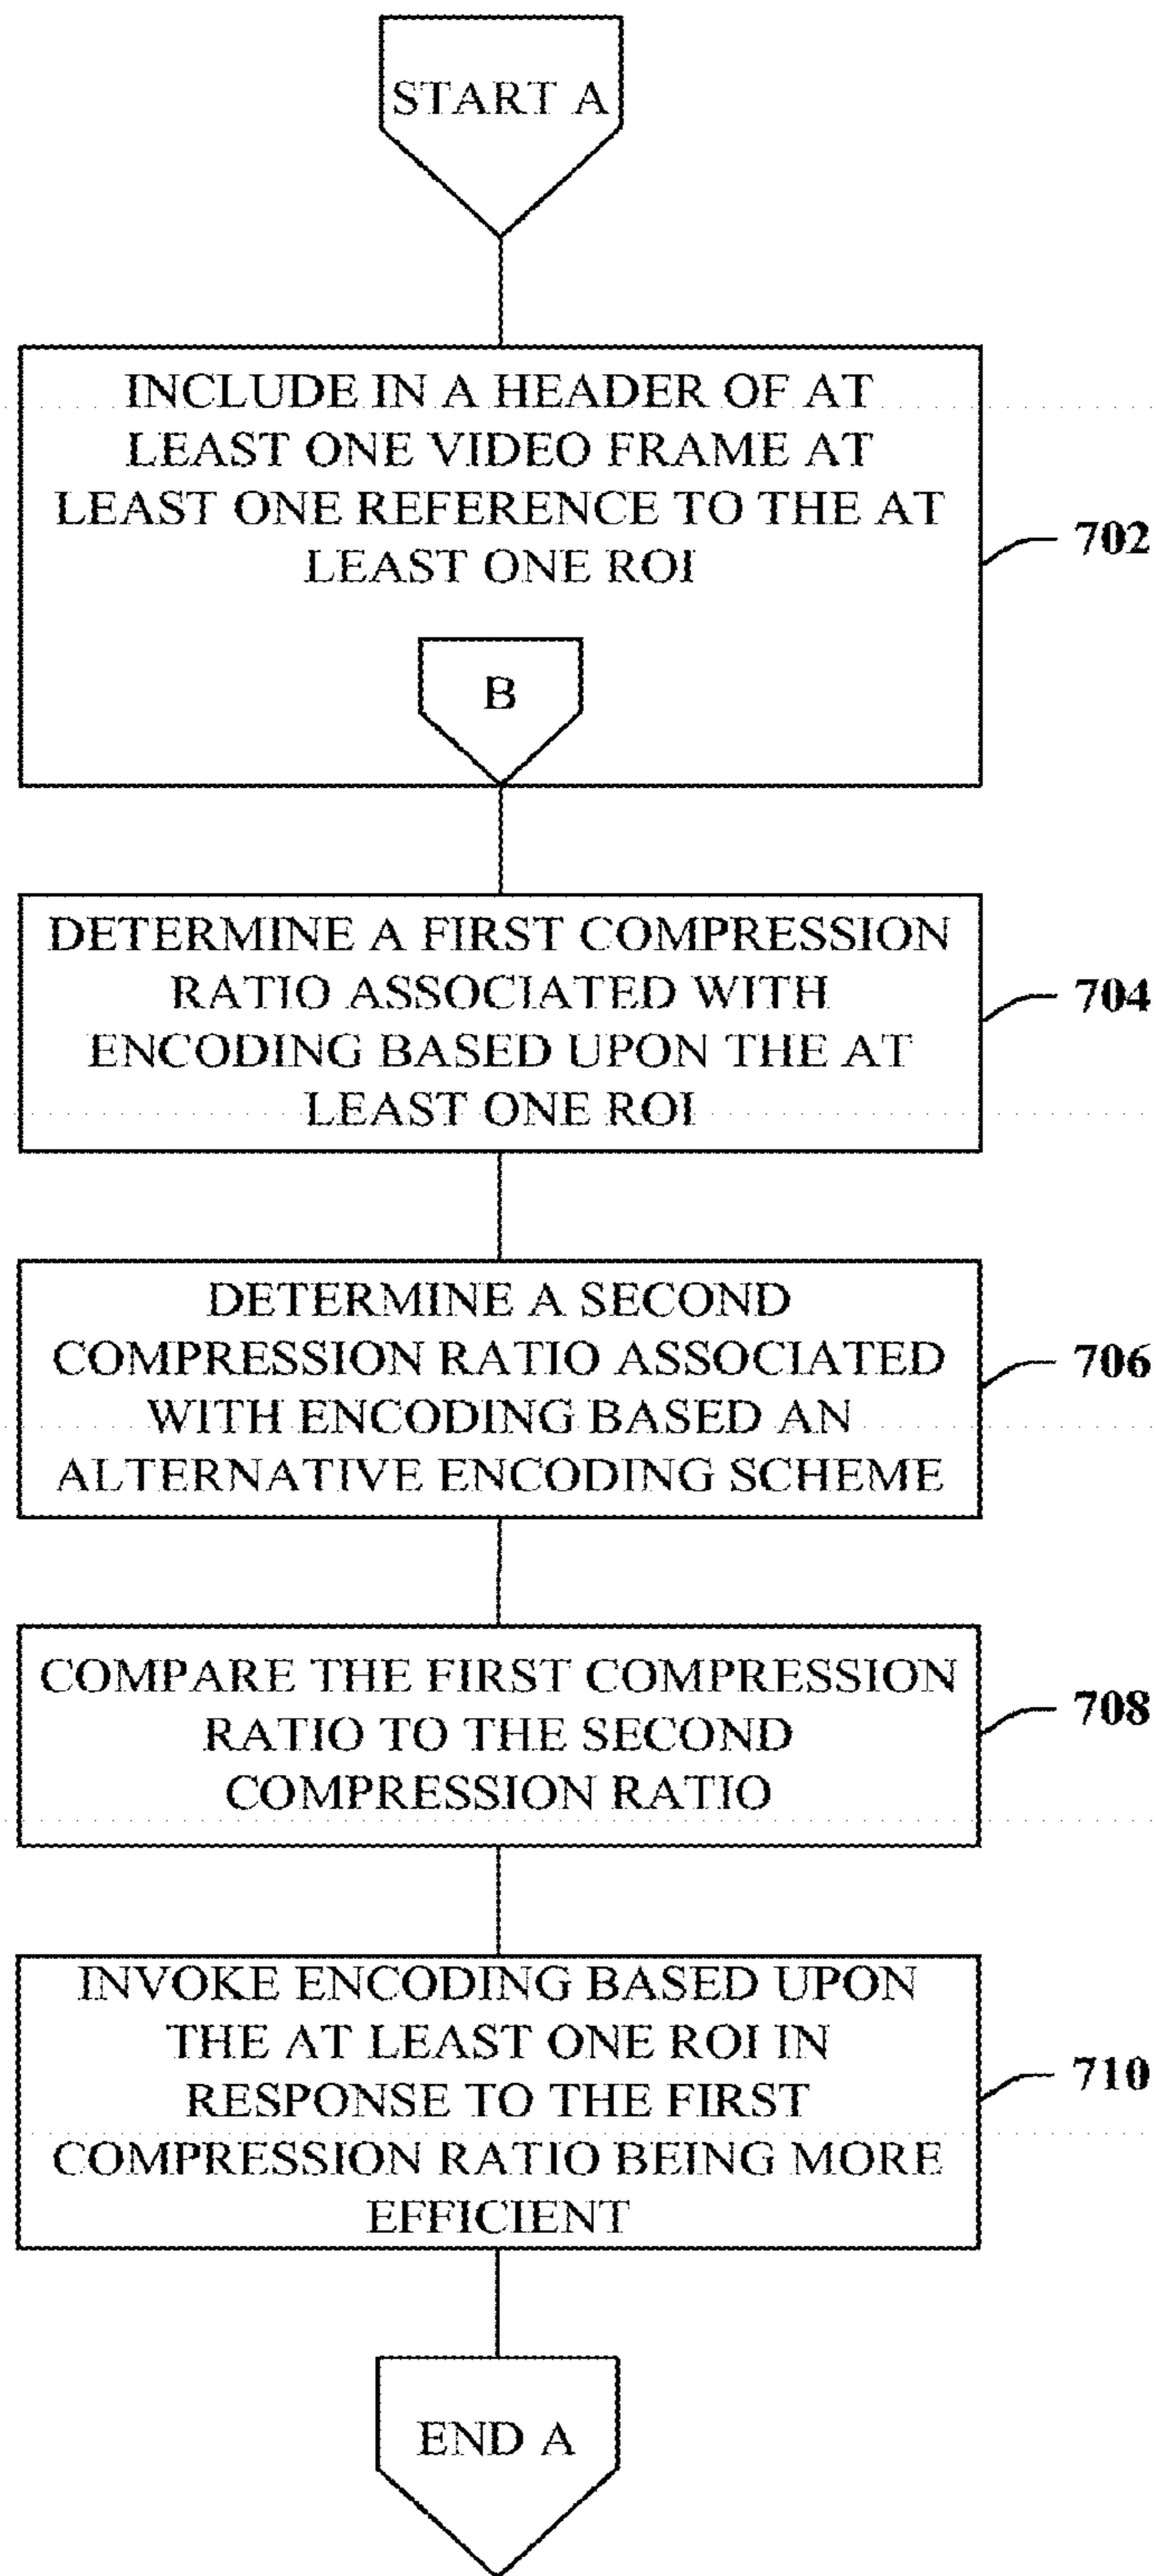 START A
INCLUDE IN A HEADER OF AT
LEAST ONE VIDEO FRAME AT
LEAST ONE REFERENCE TO THE AT
LEAST ONE ROI
702
B
DETERMINE A FIRST COMPRESSION
RATIO ASSOCIATED WITH
ENCODING BASED UPON THE AT
LEAST ONE ROI
704
DETERMINE A SECOND
COMPRESSION RATIO ASSOCIATED
WITH ENCODING BASED AN
ALTERNATIVE ENCODING SCHEME
706
COMPARE THE FIRST COMPRESSION
RATIO TO THE SECOND
COMPRESSION RATIO
708
INVOKE ENCODING BASED UPON
THE AT LEAST ONE ROI IN
RESPONSE TO THE FIRST
COMPRESSION RATIO BEING MORE
EFFICIENT
710
END A